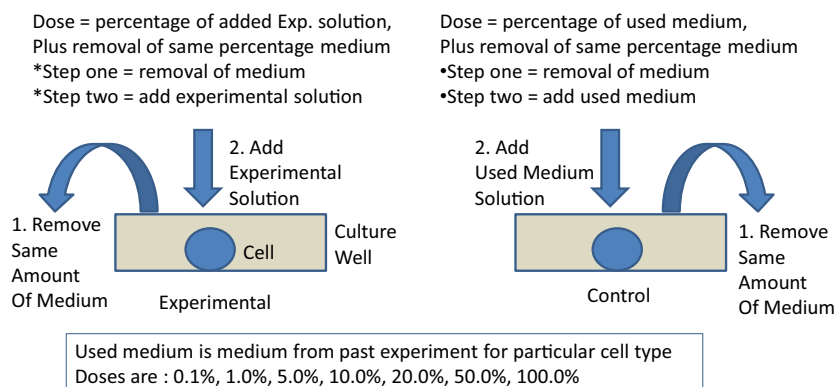 Dose = percentage of added Exp. solution,
Plus removal of same percentage medium
*Step one = removal of medium
*Step two = add experimental solution
Dose = percentage of used medium,
Plus removal of same percentage medium
•Step one = removal of medium
•Step two = add used medium
2. Add
Experimental
Solution
1. Remove
Same
Amount
Of Medium
Cell
Culture
Well
Experimental
2. Add
Used Medium
Solution
1. Remove
Same
Amount
Of Medium
Control
Used medium is medium from past experiment for particular cell type
Doses are : 0.1%, 1.0%, 5.0%, 10.0%, 20.0%, 50.0%, 100.0%